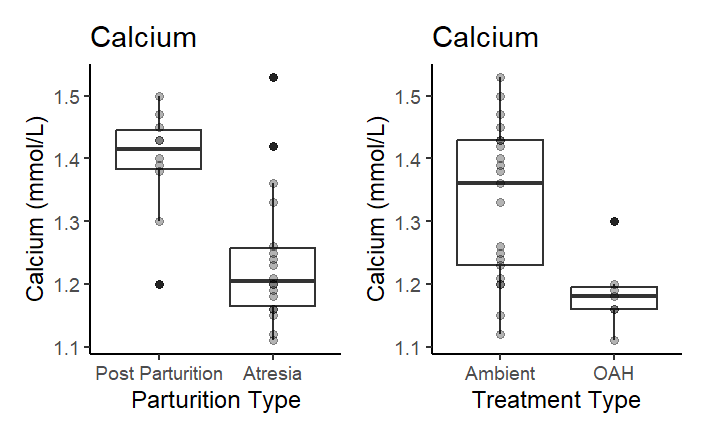 Calcium
Calcium (mmol/L)
1.5
1.4
1.3
1.2
1.1
Post Parturition
Atresia
Parturition Type
Calcium
Calcium (mmol/L)
1.5
1.4
1.3
1.2
1.1
Ambient
OAH
Treatment Type